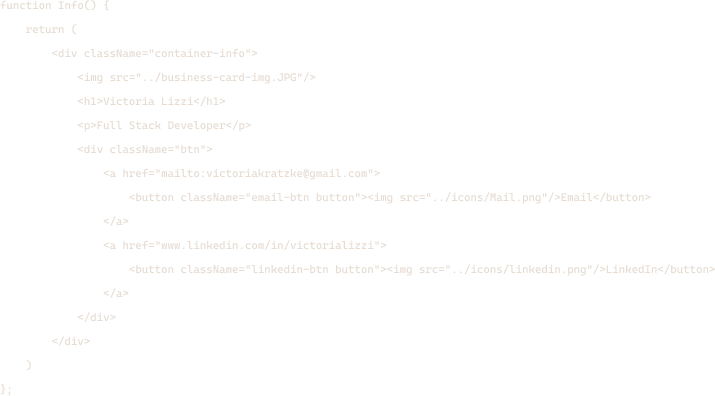 function Info() {
return (
<div className="container-info">
<img src="../business-card-img.JPG"/>
<h1>Victoria Lizzi</h1>
<p>Full Stack Developer</p>
<div className="btn">
<a href="mailto:victoriakratzke@gmail.com">
<button className="email-btn button"><img src="../icons/Mail.png"/>Email</button>
</a>
<a href="www.linkedin.com/in/victorializzi">
<button className="linkedin-btn button"><img src="../icons/linkedin.png"/>LinkedIn</button>
</a>
</div>
</div>
)
};